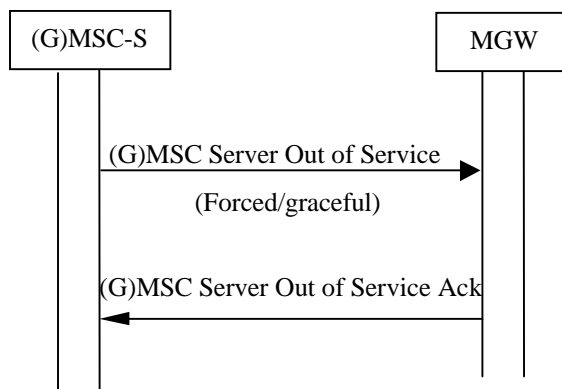 (G)MSC-S
MGW
(G)MSC Server Out of Service
(Forced/graceful)
(G)MSC Server Out of Service Ack